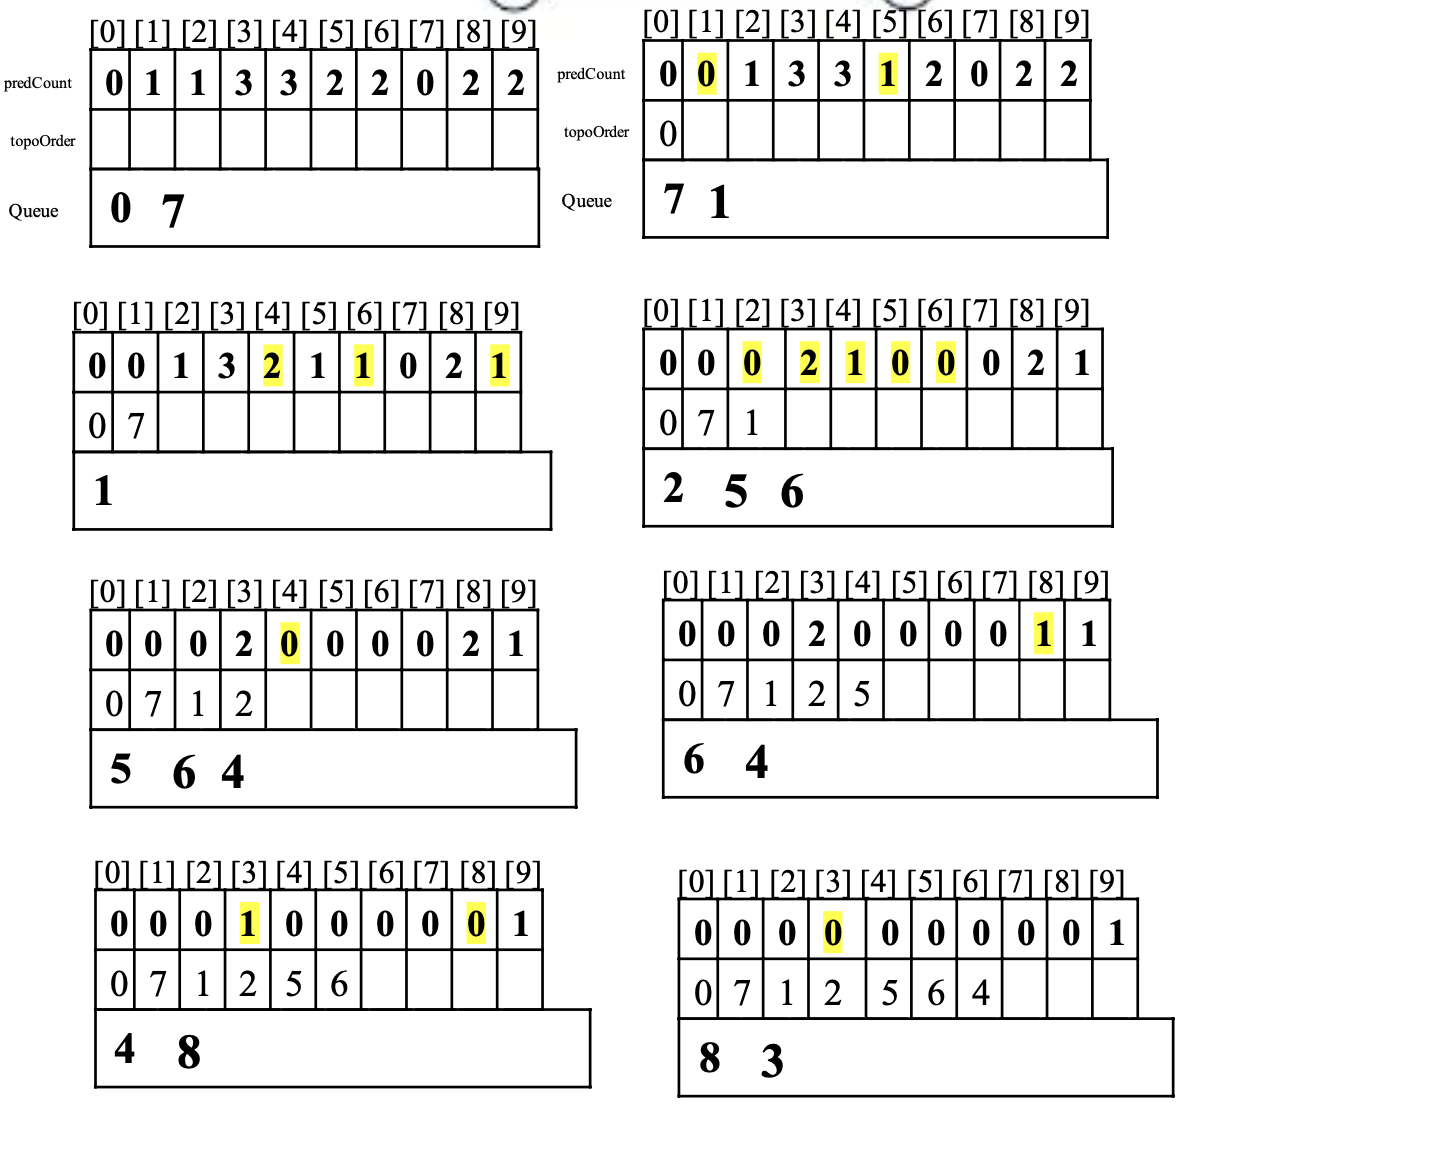 [0] [1] [2] [3] [4] [5] [6] [7] [8] [9]
predCount 0 1 1 3 3 2 2 0 2 2
topoOrder
Queue 0 7
[0] [1] [2] [3] [4] [5] [6] [7] [8] [9]
predCount 0 0 1 3 3 1 2 0 2 2
topoOrder 0
Queue 7 1
[0] [1] [2] [3] [4] [5] [6] [7] [8] [9]
0 0 1 3 2 1 1 0 2 1
0 7
1
[0] [1] [2] [3] [4] [5] [6] [7] [8] [9]
0 0 0 2 1 0 0 0 2 1
0 7 1
2 5 6
[0] [1] [2] [3] [4] [5] [6] [7] [8] [9]
0 0 0 2 0 0 0 0 2 1
0 7 1 2
5 6 4
[0] [1] [2] [3] [4] [5] [6] [7] [8] [9]
0 0 0 2 0 0 0 0 1 1
0 7 1 2 5
6 4
[0] [1] [2] [3] [4] [5] [6] [7] [8] [9]
0 0 0 1 0 0 0 0 0 1
0 7 1 2 5 6
4 8
[0] [1] [2] [3] [4] [5] [6] [7] [8] [9]
0 0 0 0 0 0 0 0 0 1
0 7 1 2 5 6 4
8 3